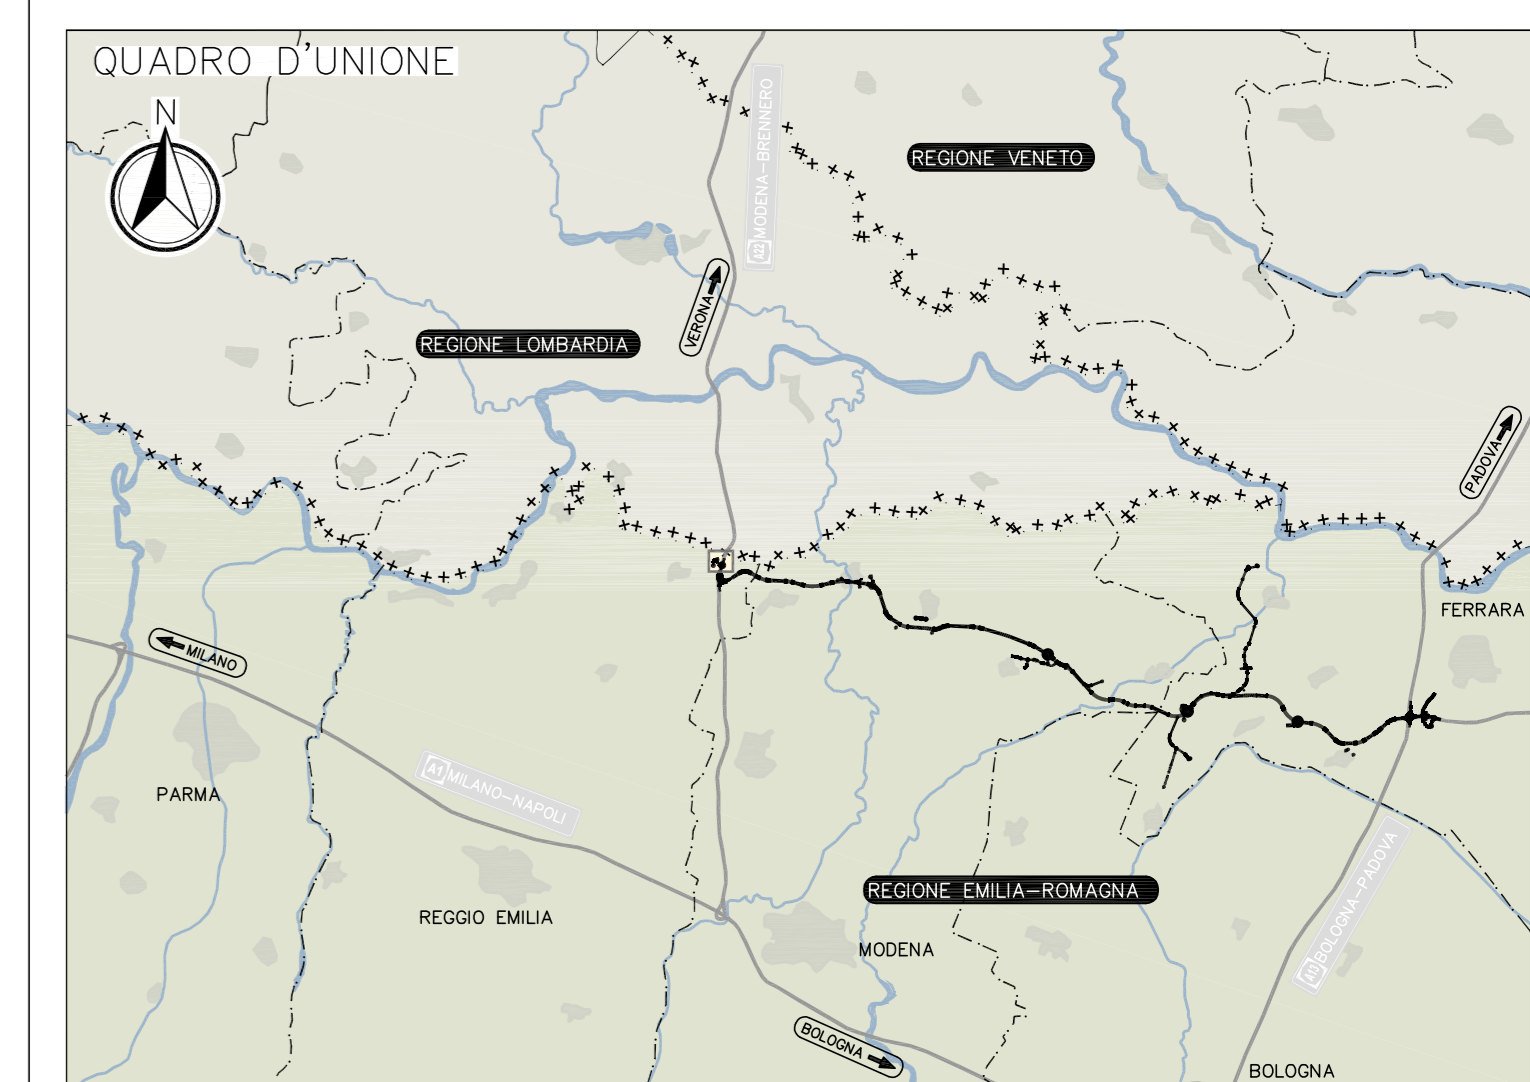 QUADRO D'UNIONE
N
A22 MODENA-BRENNERO
REGIONE VENETO
VERONA
REGIONE LOMBARDIA
PADOVA
FERRARA
MILANO
A1 MILANO-NAPOLI
PARMA
REGIONE EMILIA-ROMAGNA
REGGIO EMILIA
MODENA
A13 BOLOGNA-PADOVA
BOLOGNA
BOLOGNA